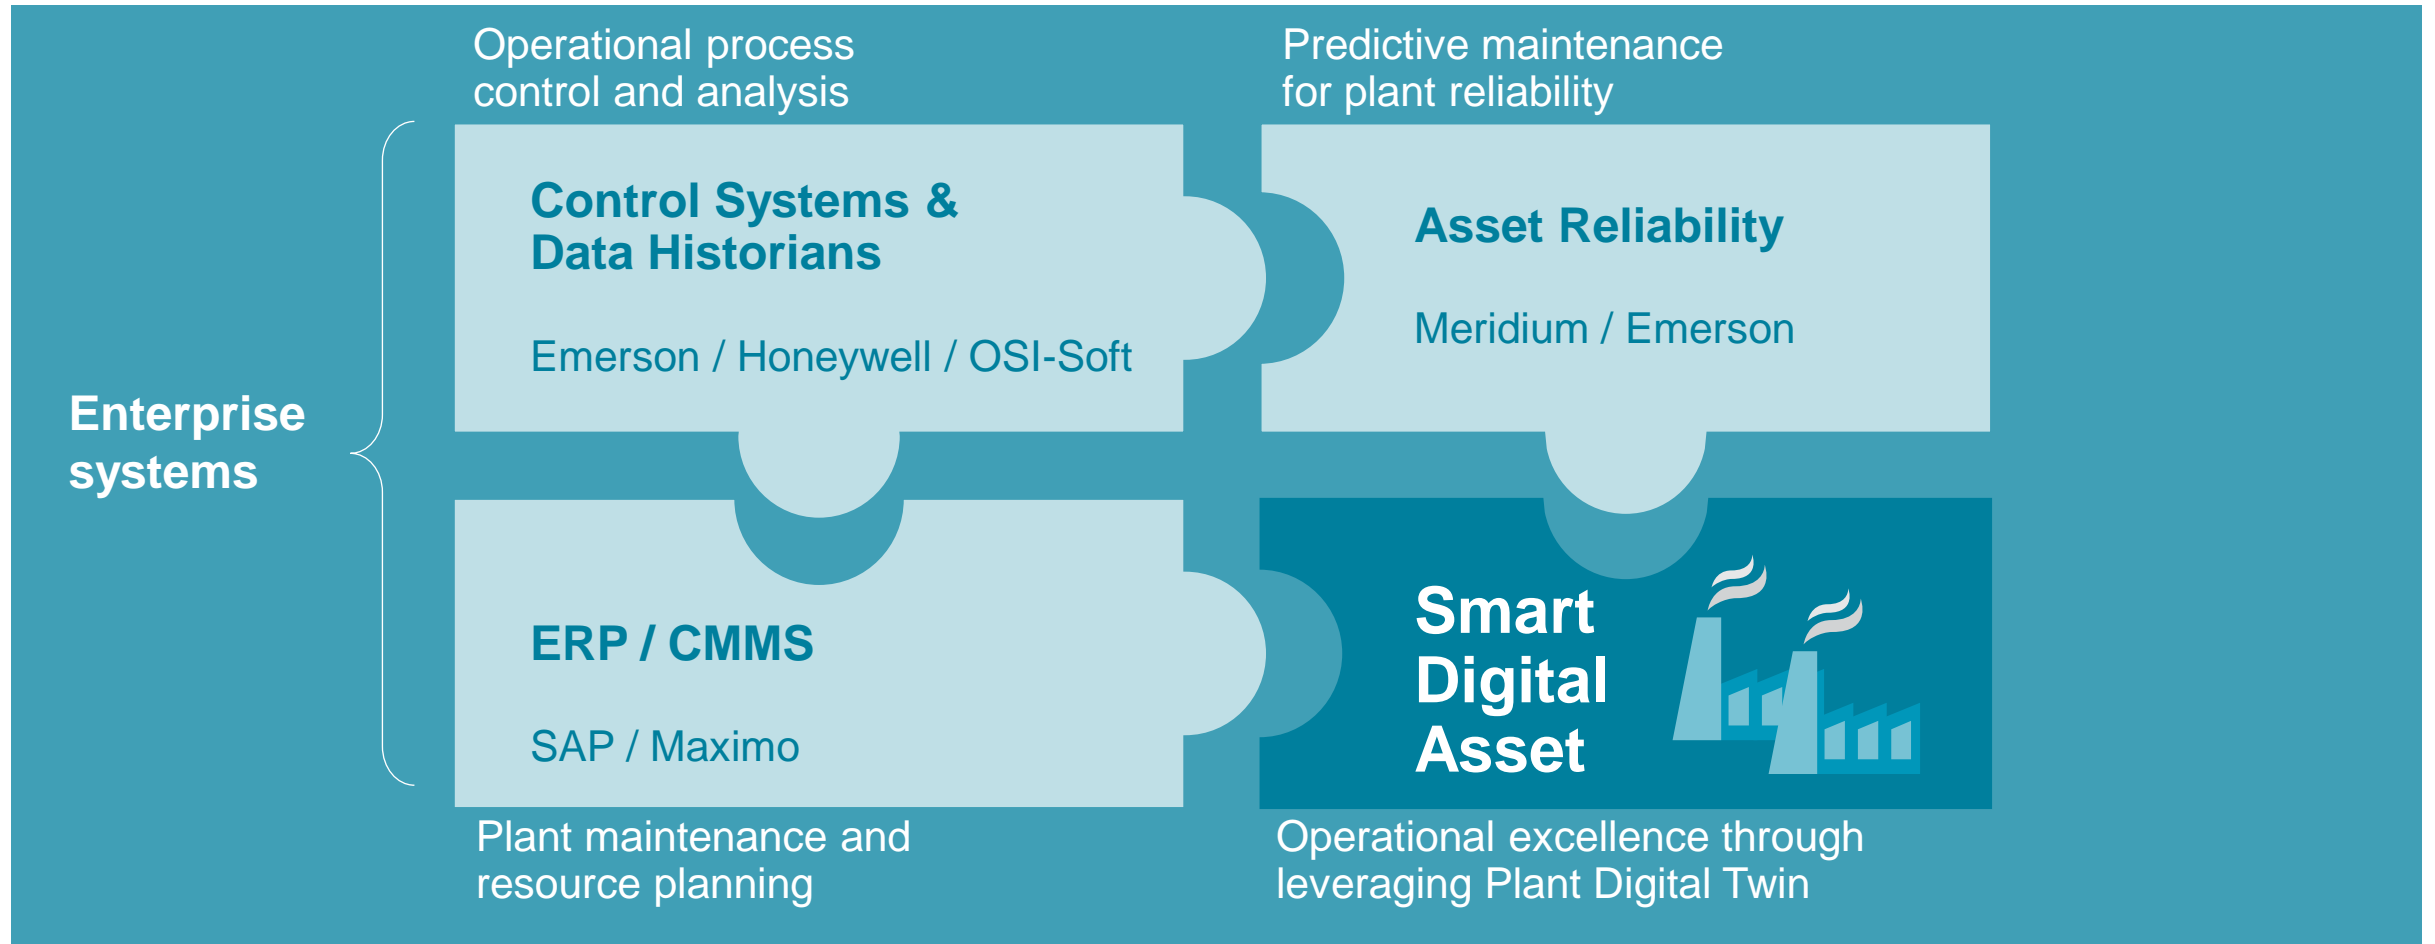 Operational process
control and analysis
Predictive maintenance
for plant reliability
Control Systems &
Data Historians
Emerson / Honeywell / OSI-Soft
Asset Reliability
Meridium / Emerson
Enterprise
systems
ERP / CMMS
SAP / Maximo
Smart
Digital
Asset
Plant maintenance and
resource planning
Operational excellence through
leveraging Plant Digital Twin